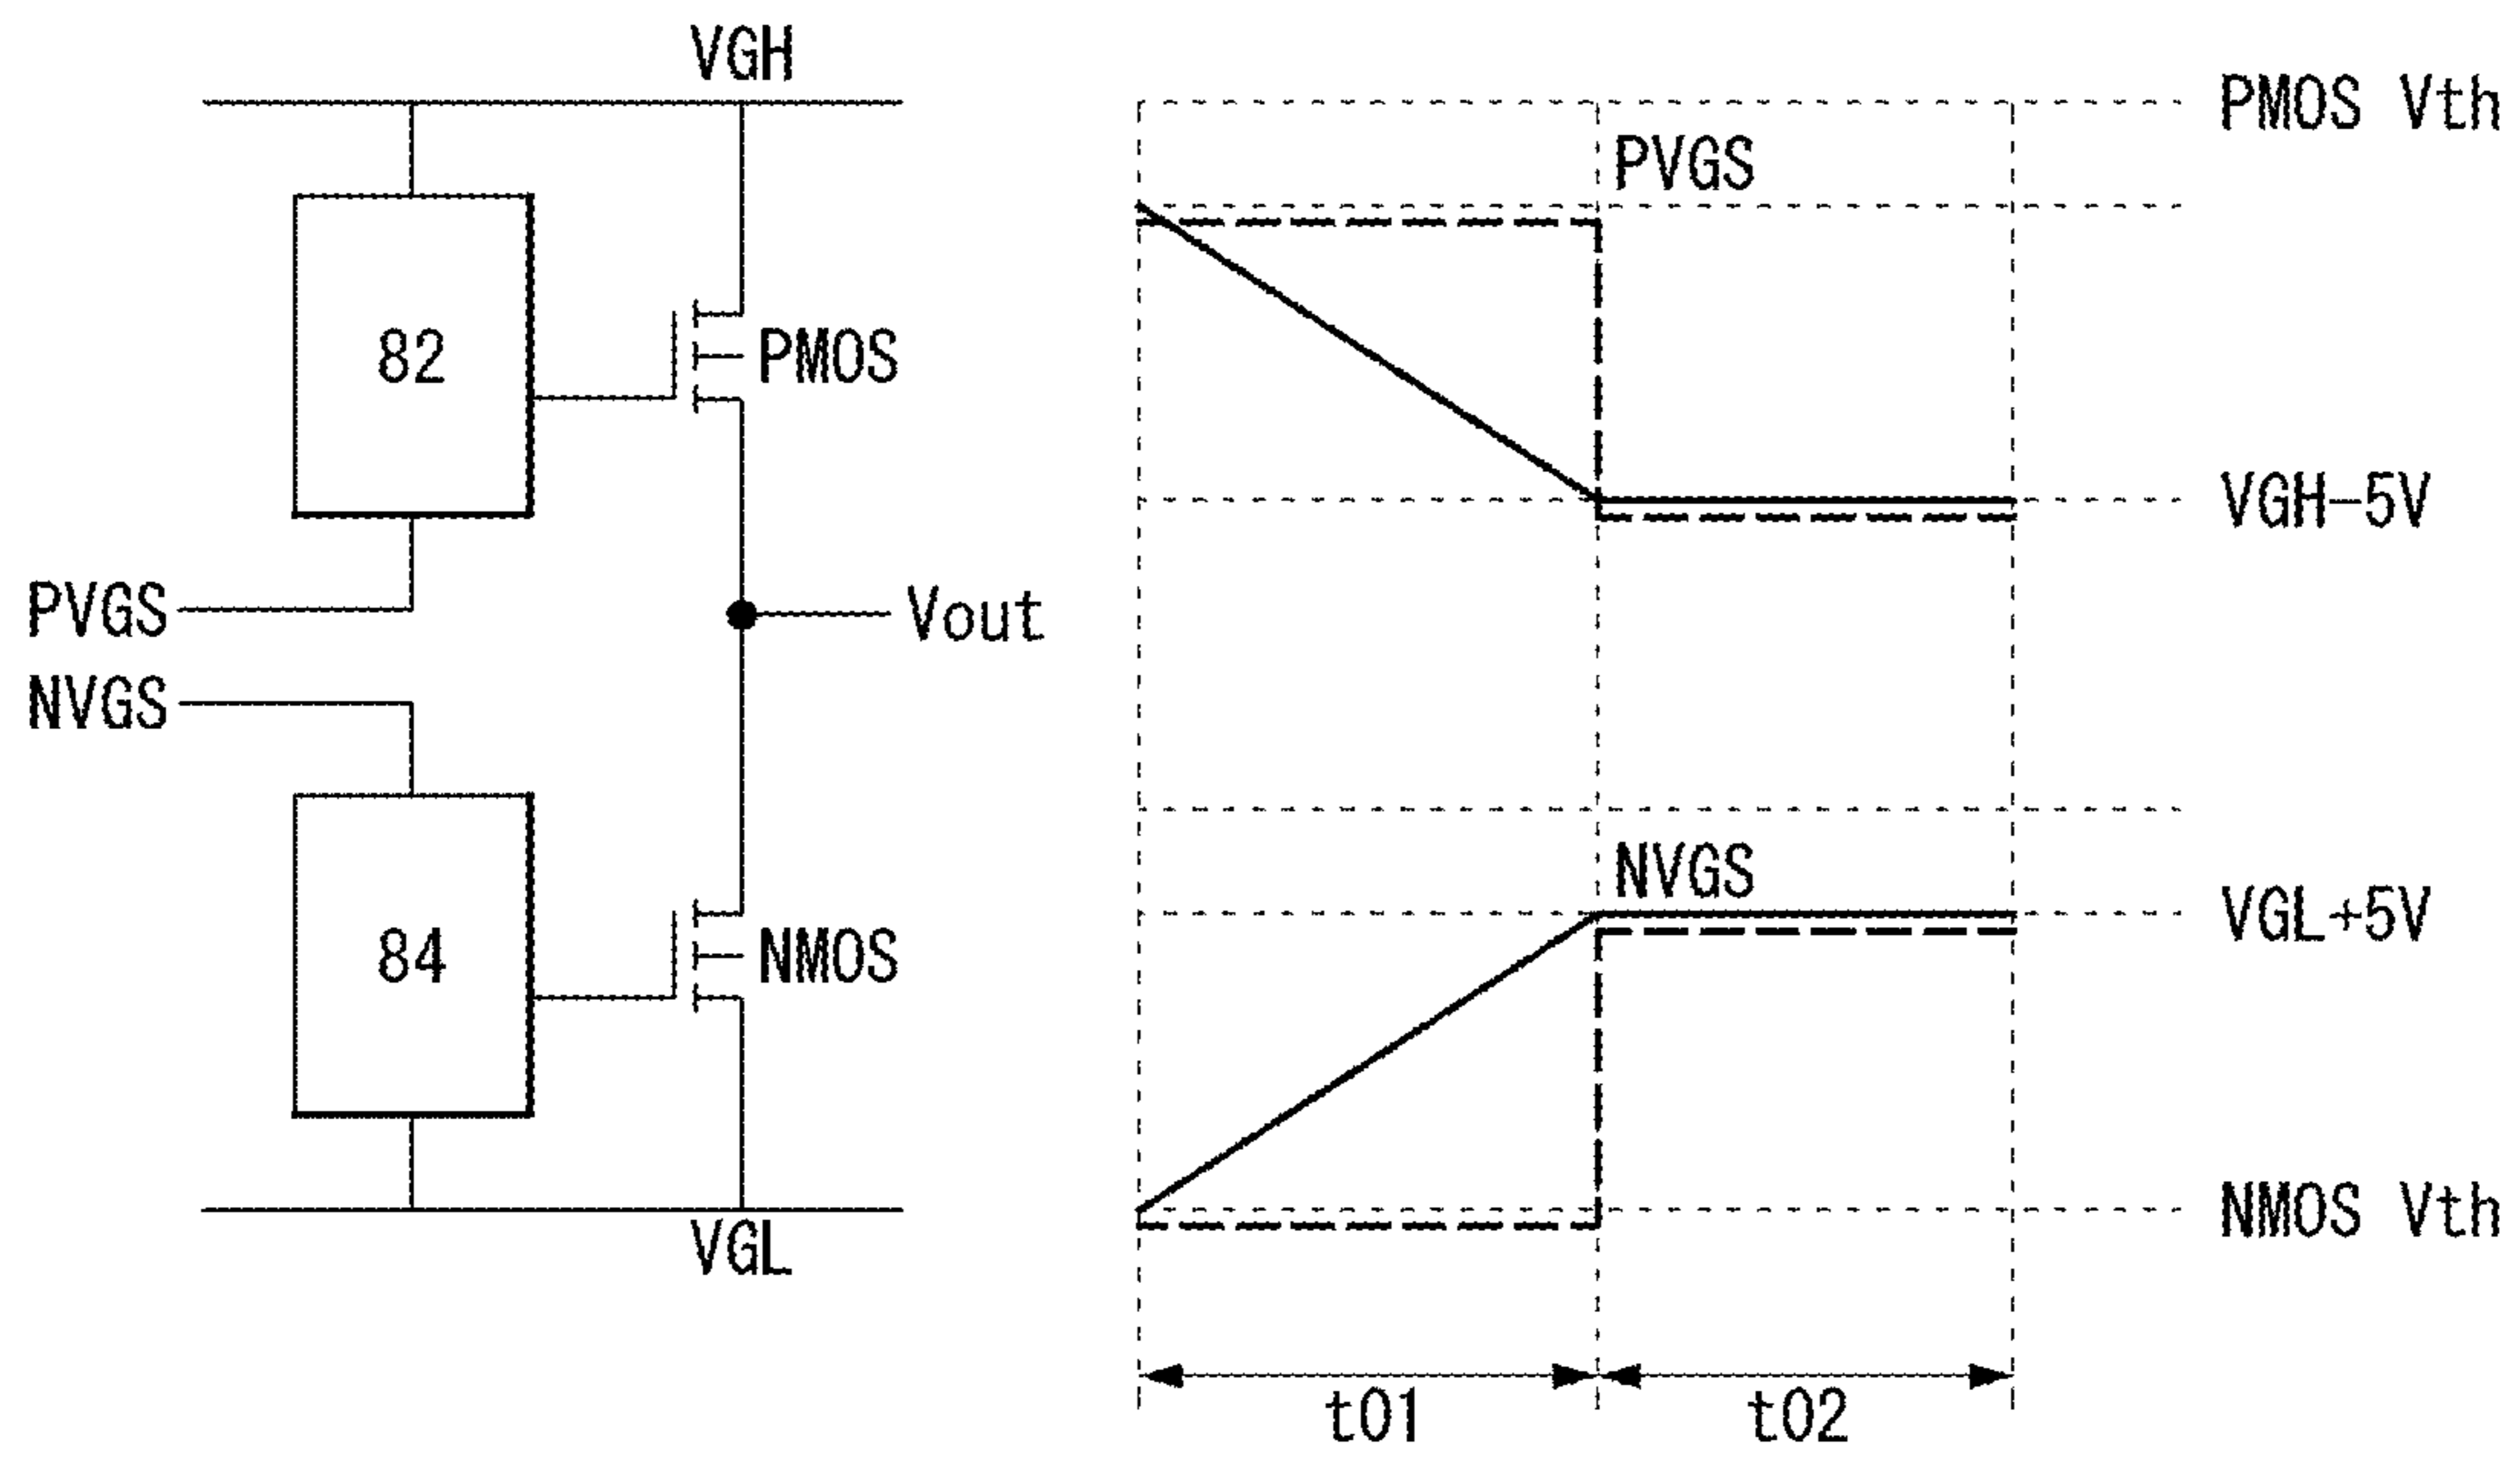 VGH
82
PMOS
PVGS
Vout
NVGS
84
NMOS
VGL
PMOS Vth
PVGS
VGH-5V
NVGS
VGL+5V
NMOS Vth
t01
t02